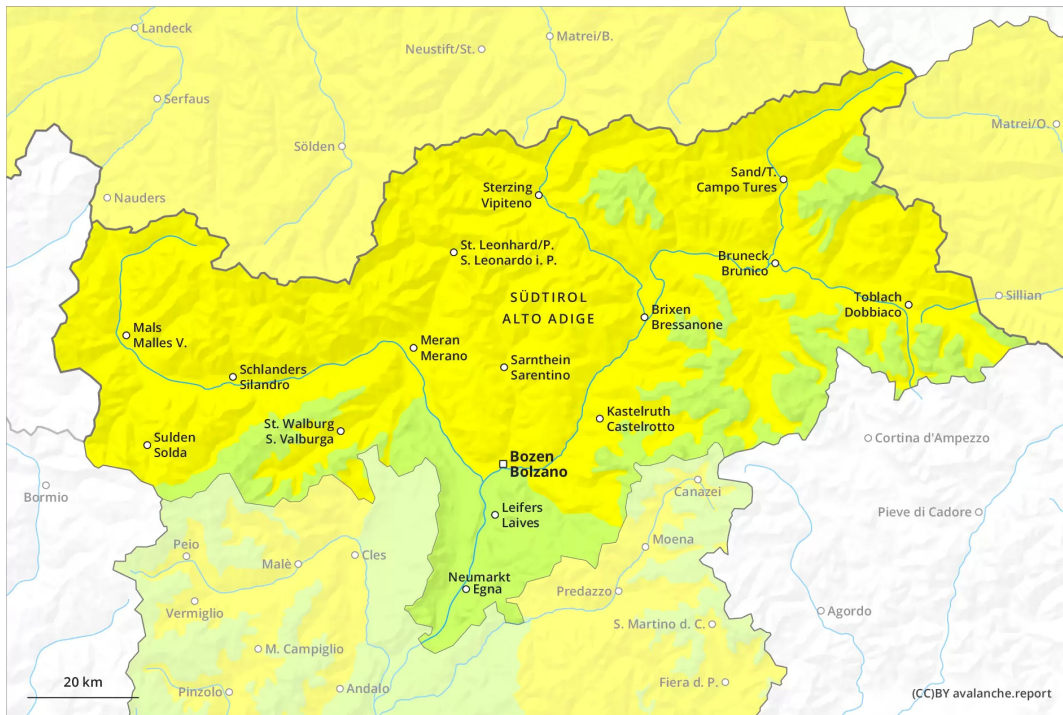 Landeck
Matrei/B.
Neustift/St.
Serfaus
Matrei/O.
Sölden
Sand/T.
Campo Tures
Sterzing
Vipiteno
Nauders
St. Leonhard/P.
S. Leonardo i. P.
Bruneck
Brunico
SÜDTIROL
ALTO ADIGE
Toblach
Dobbiaco
Sillian
Brixen
Bressanone
Mals
Malles V.
Meran
Merano
Sarnthein
Sarentino
Schlanders
Silandro
Kastelruth
Castelrotto
St. Walburg
S. Valburga
Sulden
Solda
Cortina d'Ampezzo
Bozen
Bolzano
Bormio
Canazei
Leifers
Laives
Pieve di Cadore
Moena
Peio
Cles
Malè
Neumarkt
Egna
Predazzo
Vermiglio
Agordo
S. Martino d. C.
M. Campiglio
20 km
Pinzolo
Andalo
Fiera d. P.
(CC)BY avalanche.report